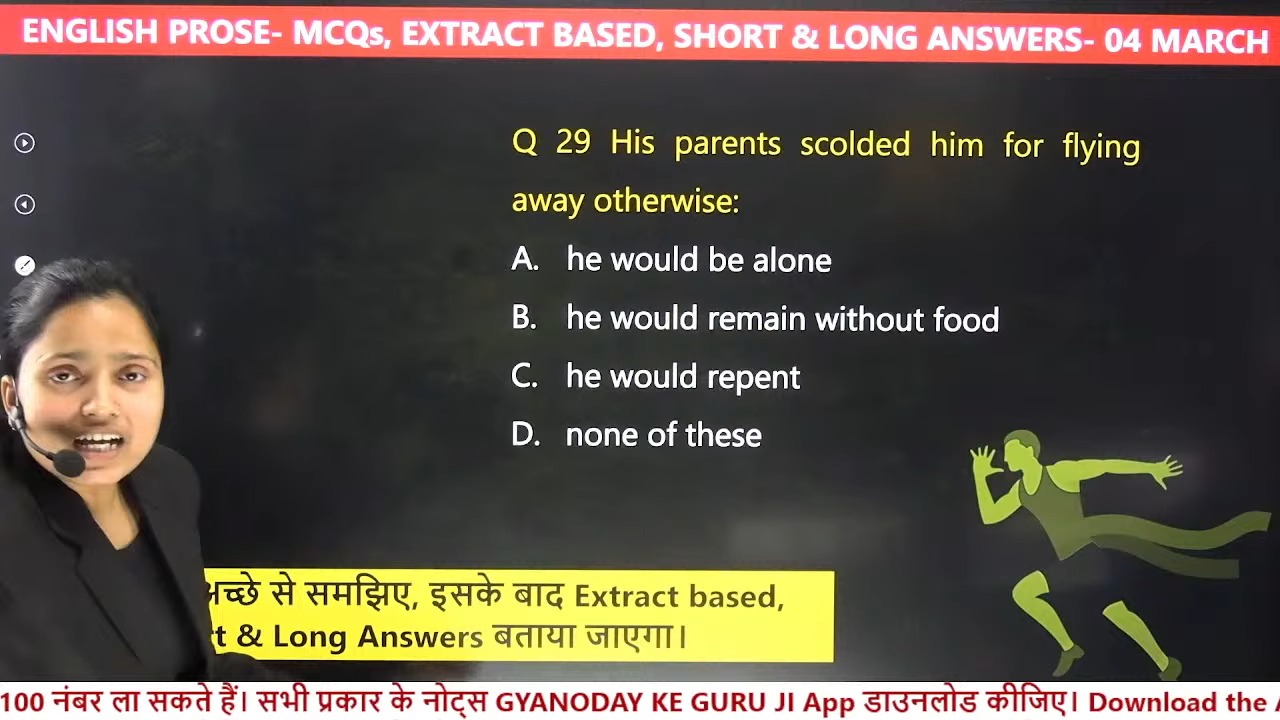 ENGLISH PROSE- MCQs, EXTRACT BASED, SHORT & LONG ANSWERS- 04 MARCH
Q 29 His parents scolded him for flying
away otherwise:
A. he would be alone
B. he would remain without food
C. he would repent
D. none of these
अच्छे से समझिए, इसके बाद Extract based,
& Long Answers बताया जाएगा।
100 नंबर ला सकते हैं। सभी प्रकार के नोट्स GYANODAY KE GURU JI App डाउनलोड कीजिए। Download the